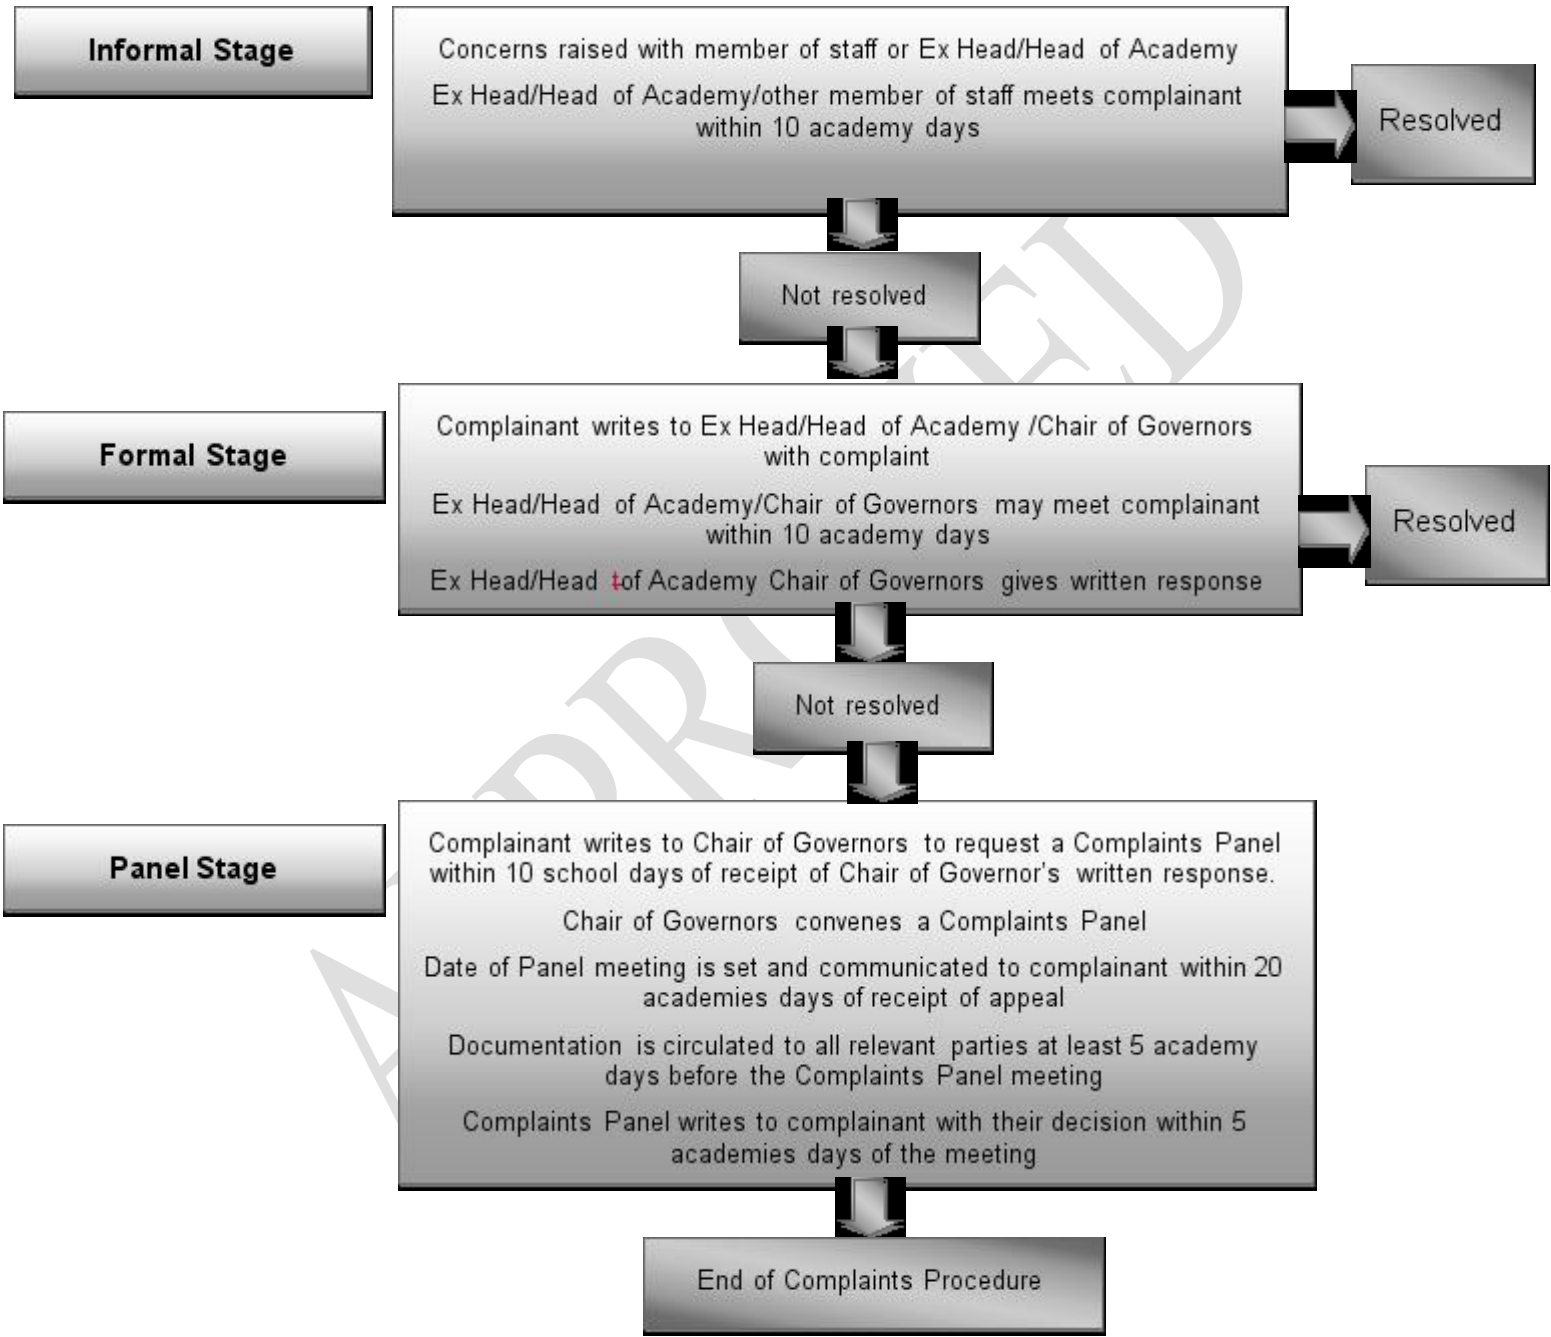 Informal Stage
Concerns raised with member of staff or Ex Head/Head of Academy
Ex Head/Head of Academy/other member of staff meets complainant
within 10 academy days
Resolved
Not resolved
Formal Stage
Complainant writes to Ex Head/Head of Academy /Chair of Governors
with complaint
Ex Head/Head of Academy/Chair of Governors may meet complainant
within 10 academy days
Ex Head/Head tof Academy Chair of Governors gives written response
Resolved
Not resolved
Panel Stage
Complainant writes to Chair of Governors to request a Complaints Panel
within 10 school days of receipt of Chair of Governor's written response.
Chair of Governors convenes a Complaints Panel
Date of Panel meeting is set and communicated to complainant within 20
academies days of receipt of appeal
Documentation is circulated to all relevant parties at least 5 academy
days before the Complaints Panel meeting
Complaints Panel writes to complainant with their decision within 5
academies days of the meeting
End of Complaints Procedure